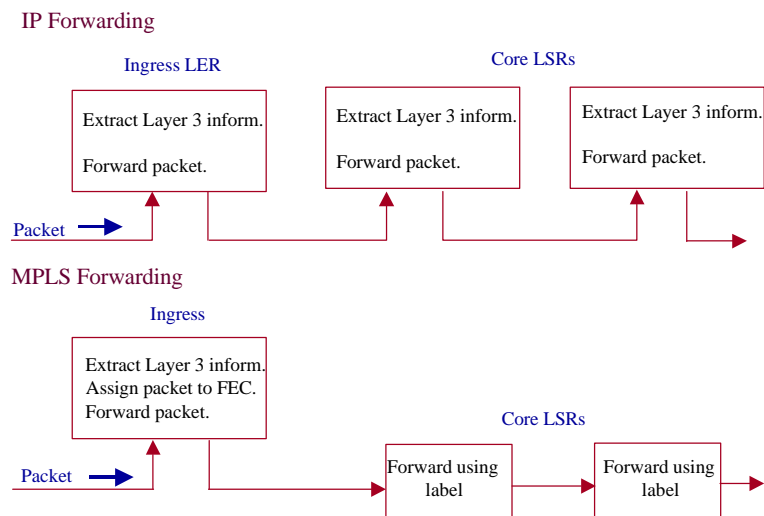 IP Forwarding
Ingress LER
Core LSRs
Extract Layer 3 inform.
Forward packet.
Extract Layer 3 inform.
Forward packet.
Extract Layer 3 inform.
Forward packet.
Packet
MPLS Forwarding
Ingress
Extract Layer 3 inform.
Assign packet to FEC.
Forward packet.
Core LSRs
Packet
Forward using
label
Forward using
label